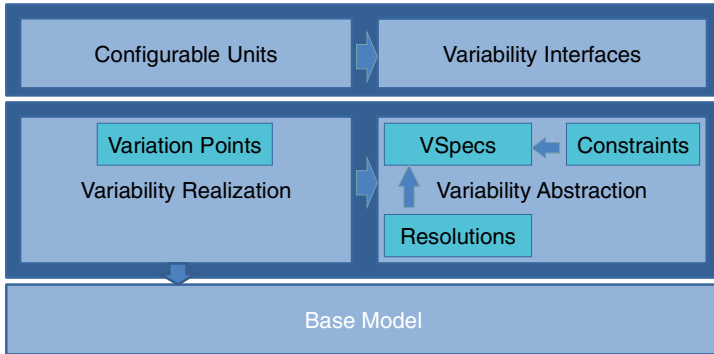 Configurable Units
Variability Interfaces
Variation Points
Variability Realization
VSpecs
Constraints
Variability Abstraction
Resolutions
Base Model